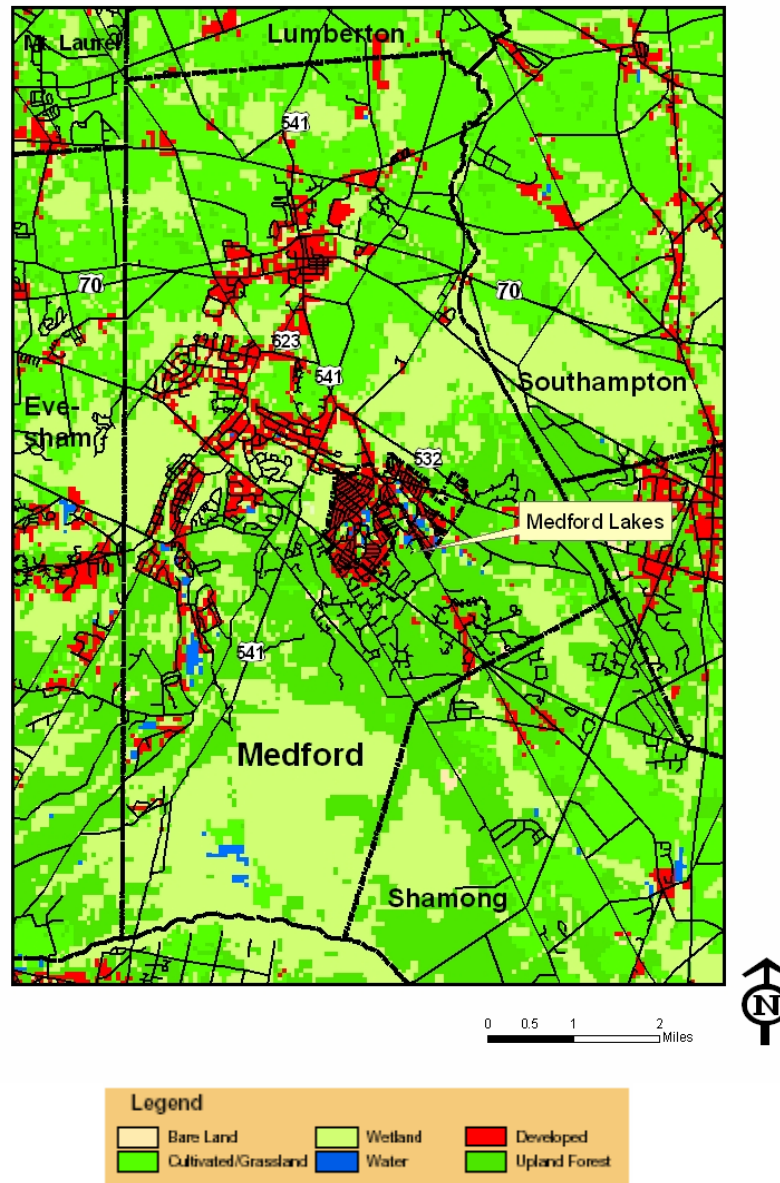 Mt. Laurel
Lumberton
541
70
70
523
541
Southampton
Eve-
sham
532
Medford Lakes
541
Medford
Shamong
N
0 0.5 1 2
Miles
Legend
Bare Land Wetland Developed
Cultivated/Grassland Water Upland Forest